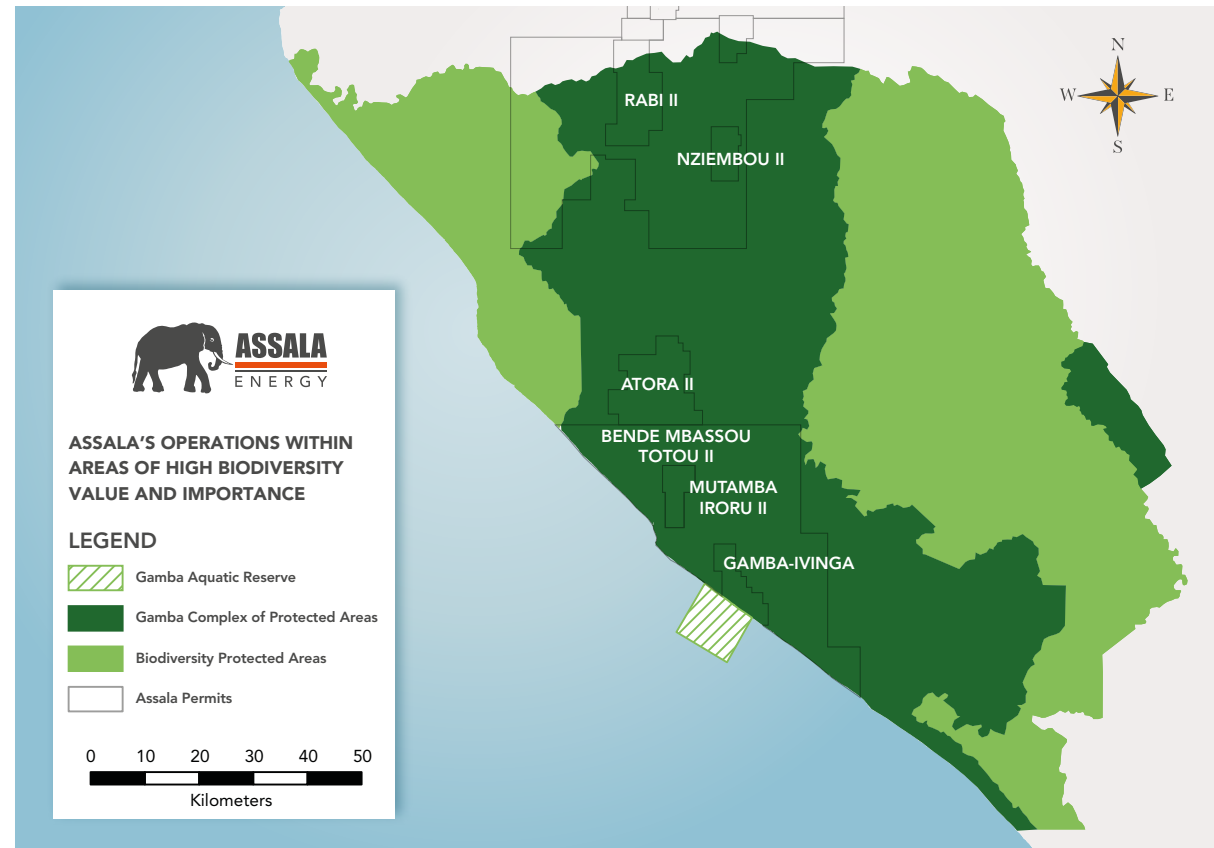 N
W E
S
RABI II
NZIEMBOU II
ATORA II
BENDE MBASSOU
TOTOU II
MUTAMBA
IRORU II
GAMBA-IVINGA
ASSALA
ENERGY
ASSALA'S OPERATIONS WITHIN
AREAS OF HIGH BIODIVERSITY
VALUE AND IMPORTANCE
LEGEND
Gamba Aquatic Reserve
Gamba Complex of Protected Areas
Biodiversity Protected Areas
Assala Permits
0 10 20 30 40 50
Kilometers